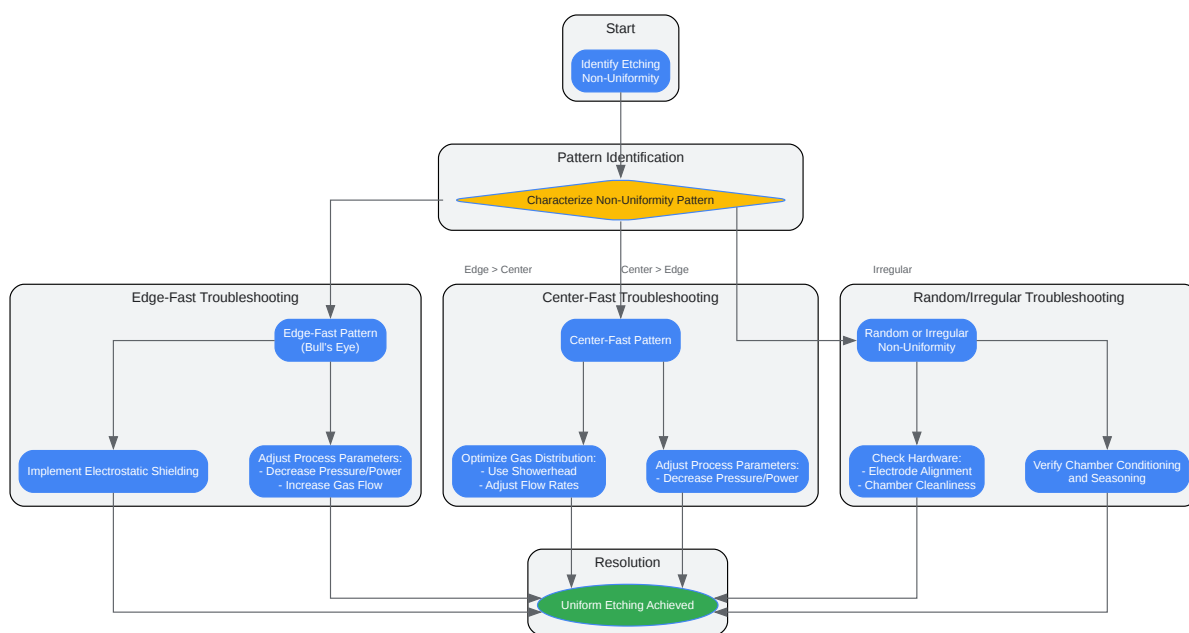 Start
Identify Etching
Non-Uniformity
Pattern Identification
Characterize Non-Uniformity Pattern
Edge > Center
Center > Edge
Irregular
Edge-Fast Troubleshooting
Center-Fast Troubleshooting
Random/Irregular Troubleshooting
Edge-Fast Pattern
(Bull's Eye)
Center-Fast Pattern
Random or Irregular
Non-Uniformity
Implement Electrostatic Shielding
Adjust Process Parameters:
- Decrease Pressure/Power
- Increase Gas Flow
Optimize Gas Distribution:
- Use Showerhead
- Adjust Flow Rates
Adjust Process Parameters:
- Decrease Pressure/Power
Check Hardware:
- Electrode Alignment
- Chamber Cleanliness
Verify Chamber Conditioning
and Seasoning
Resolution
Uniform Etching Achieved